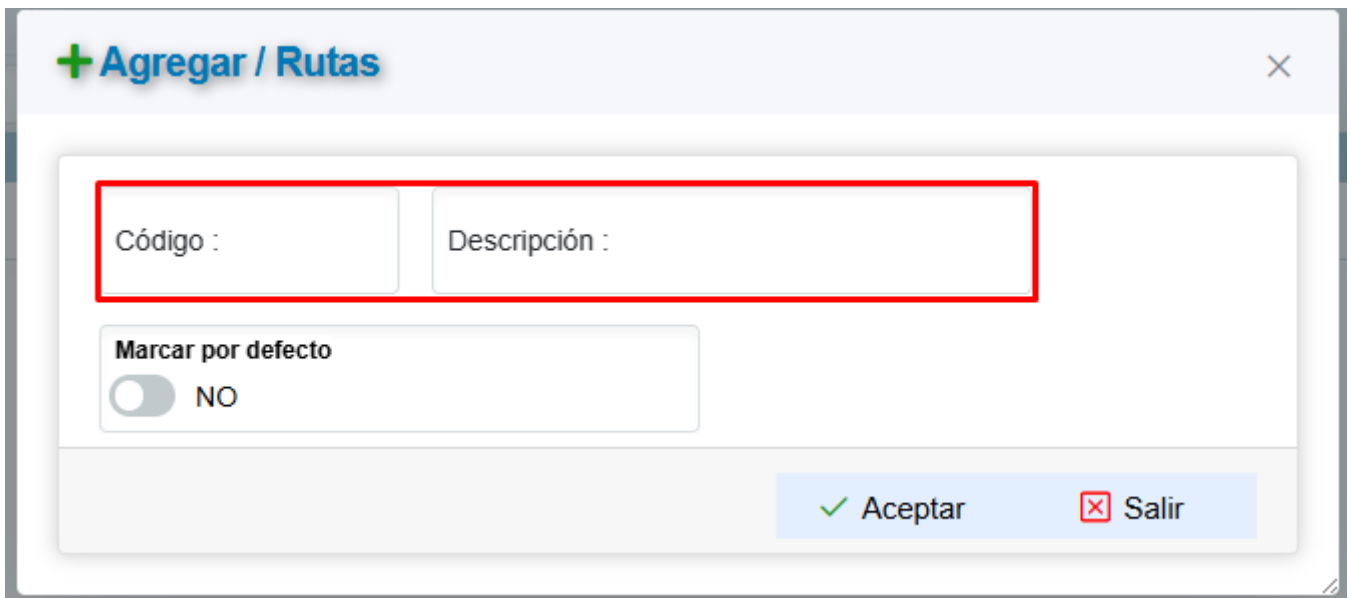 Agregar / Rutas
Código :
Descripción :
Marcar por defecto
NO
Aceptar
Salir